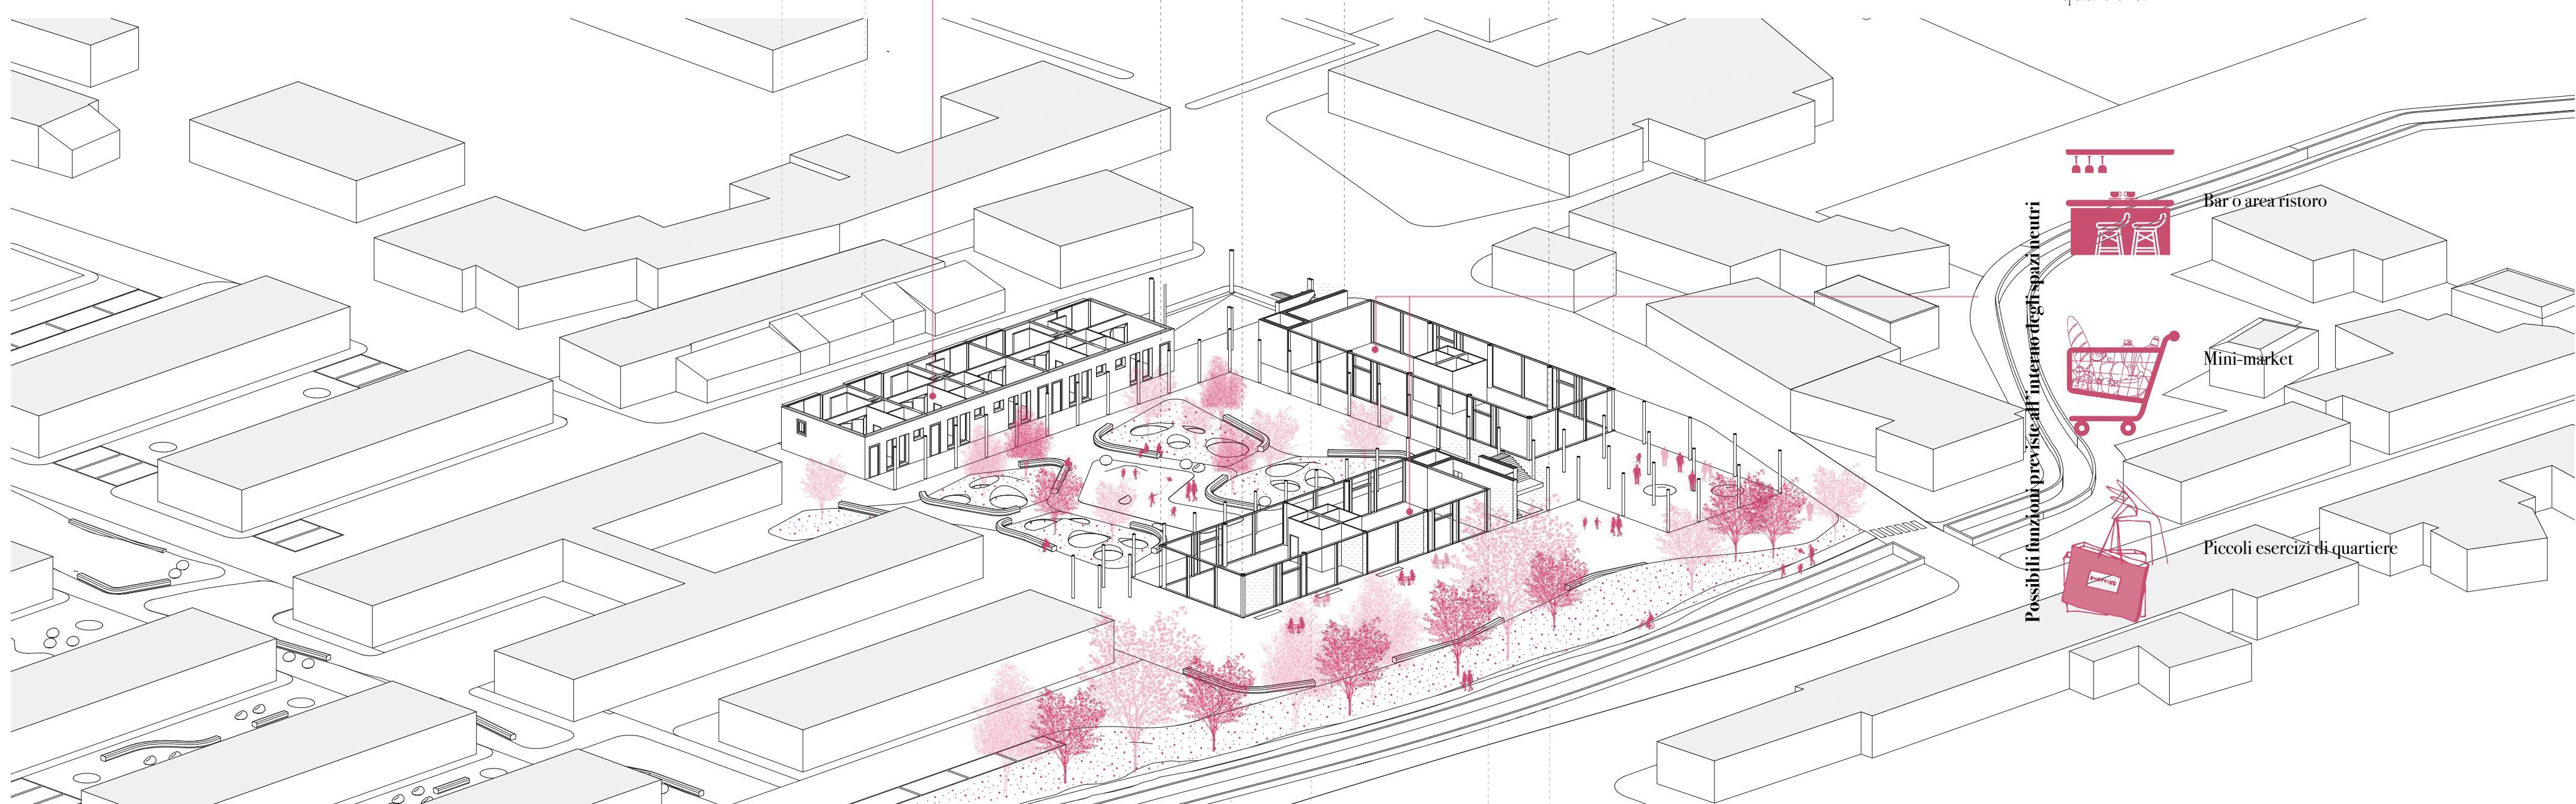 Possibili funzioni previste all'interno degli spazi neutri
Bar o area ristoro
Mini-market
Piccoli esercizi di quartiere